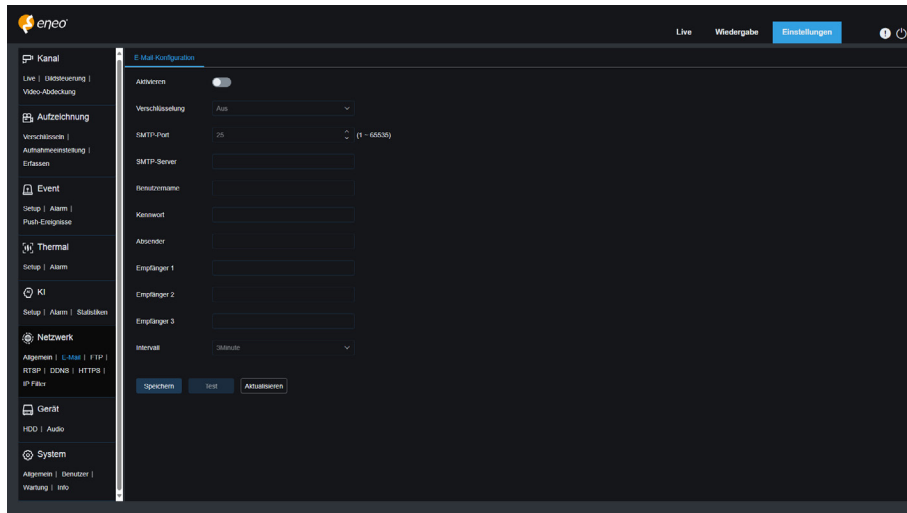 eneo
Live Wiedergabe Einstellungen
Kanal
Live | Bildsteuerung |
Video-Abdeckung
Aufzeichnung
Verschlüsseln |
Aufnahmeeinstellung |
Erfassen
Event
Setup | Alarm |
Push-Ereignisse
Thermal
Setup | Alarm
KI
Setup | Alarm | Statistiken
Netzwerk
Allgemein | E-Mail | FTP |
RTSP | DDNS | HTTPS |
IP Filter
Gerät
HDD | Audio
System
Allgemein | Benutzer |
Wartung | Info
E-Mail-Konfiguration
Aktivieren
Verschlüsselung Aus
SMTP-Port 25 (1 ~ 65535)
SMTP-Server
Benutzername
Kennwort
Absender
Empfänger 1
Empfänger 2
Empfänger 3
Intervall 3Minute
Speichern Test Aktualisieren